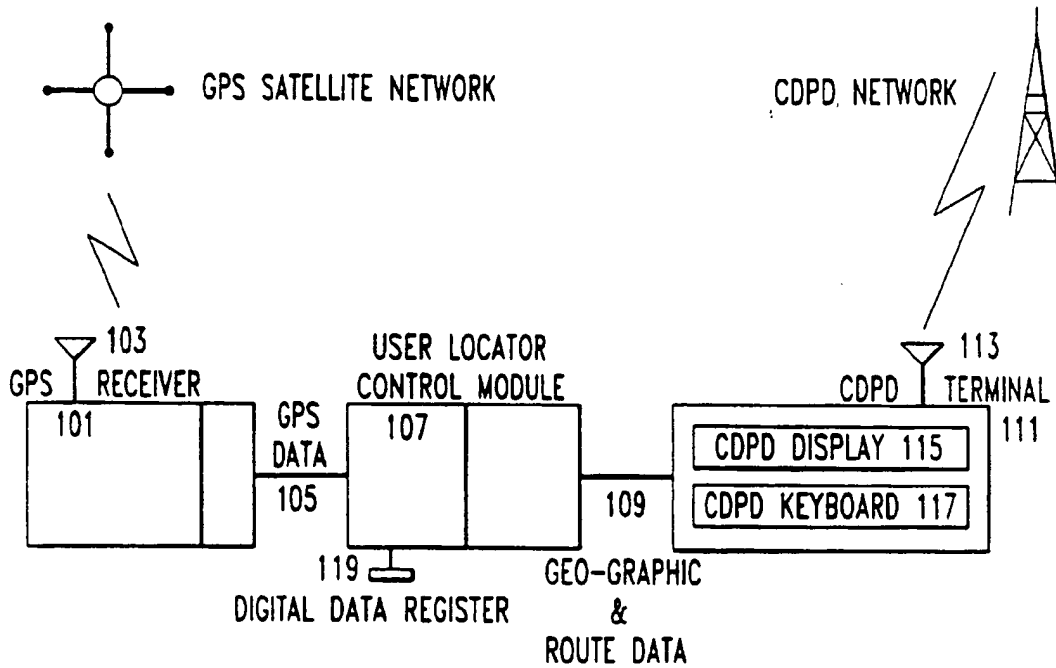 GPS SATELLITE NETWORK
CDPD NETWORK
103
GPS RECEIVER
101
GPS
DATA
105
USER LOCATOR
CONTROL MODULE
107
109
113
CDPD TERMINAL
111
CDPD DISPLAY 115
CDPD KEYBOARD 117
119
DIGITAL DATA REGISTER
GEO-GRAPHIC
&
ROUTE DATA